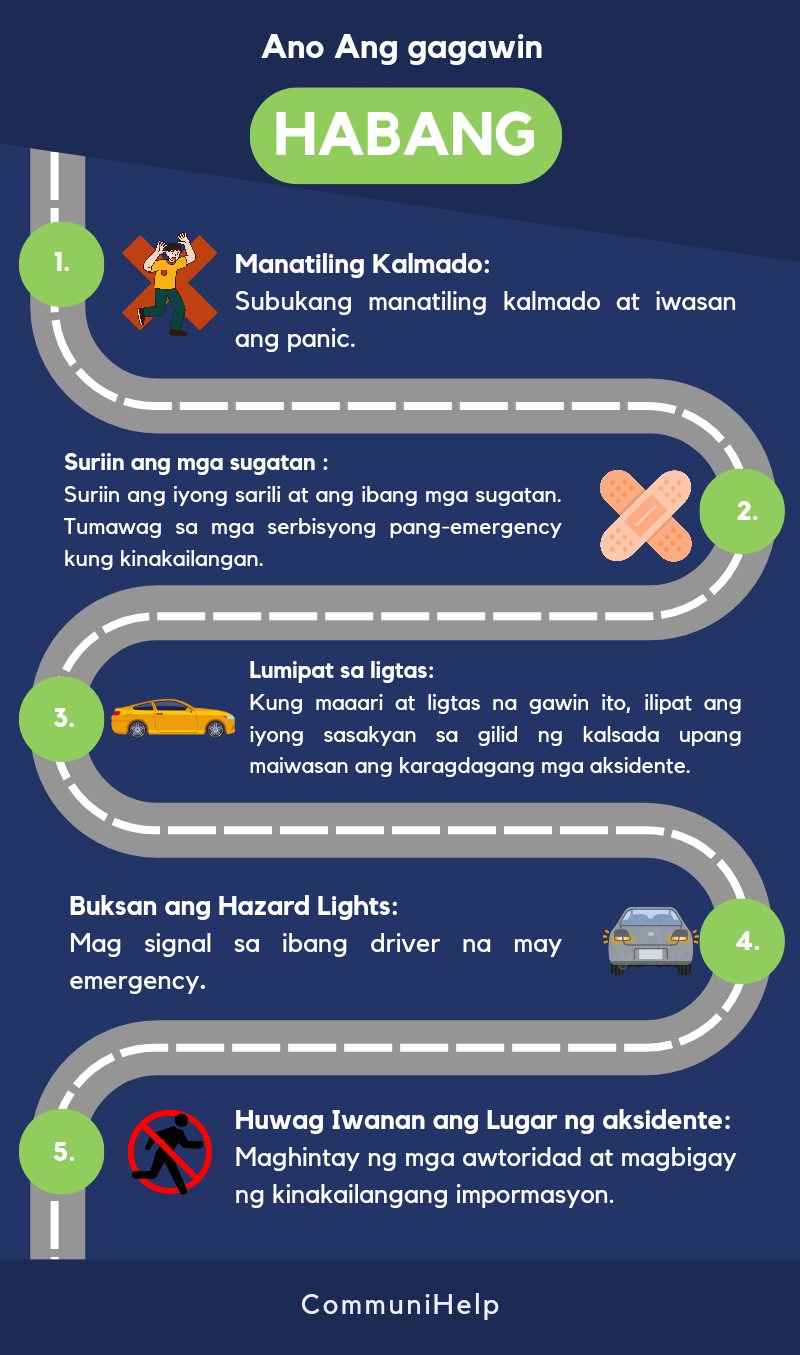 Ano Ang gagawin
HABANG
1.
Manatiling Kalmado:
Subukang manatiling kalmado at iwasan
ang panic.
Suriin ang mga sugatan :
Suriin ang iyong sarili at ang ibang mga sugatan.
Tumawag sa mga serbisyong pang-emergency
kung kinakailangan.
2.
3.
Lumipat sa ligtas:
Kung maaari at ligtas na gawin ito, ilipat ang
iyong sasakyan sa gilid ng kalsada upang
maiwasan ang karagdagang mga aksidente.
Buksan ang Hazard Lights:
Mag signal sa ibang driver na may
emergency.
4.
5.
Huwag Iwanan ang Lugar ng aksidente:
Maghintay ng mga awtoridad at magbigay
ng kinakailangang impormasyon.
CommuniHelp